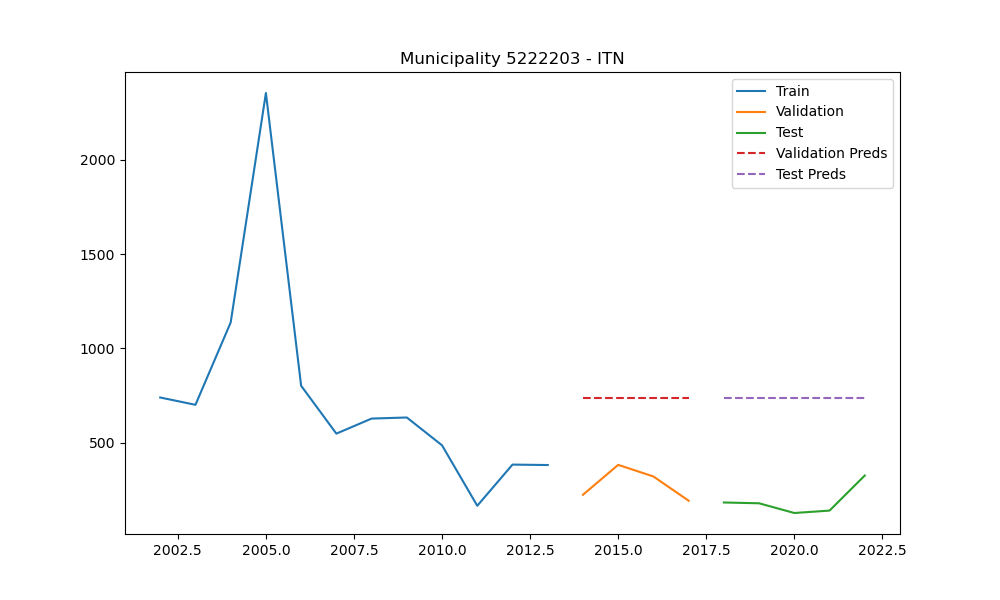 Municipality 5222203 - ITN
Train
Validation
Test
Validation Preds
Test Preds
2000
1500
1000
500
2002.5 2005.0 2007.5 2010.0 2012.5 2015.0 2017.5 2020.0 2022.5